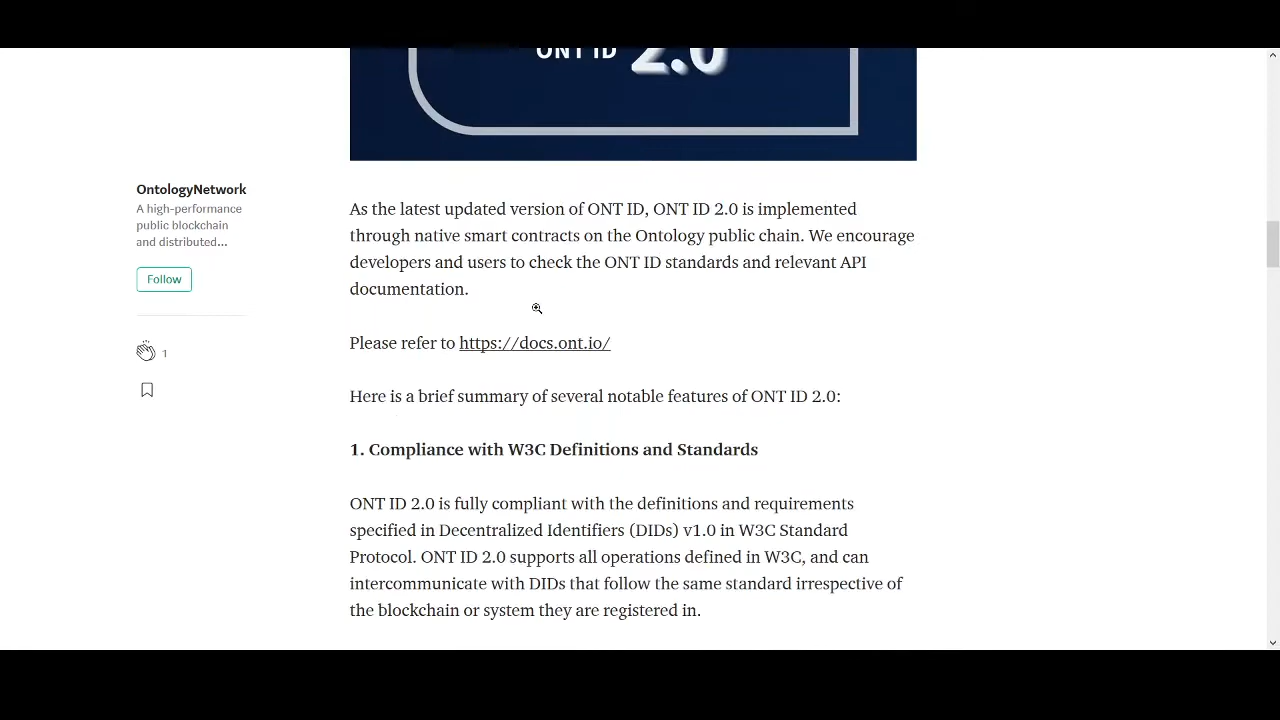 ONT ID 2.0
OntologyNetwork
A high-performance
public blockchain
and distributed...
Follow
1
As the latest updated version of ONT ID, ONT ID 2.0 is implemented
through native smart contracts on the Ontology public chain. We encourage
developers and users to check the ONT ID standards and relevant API
documentation.
Please refer to https://docs.ont.io/
Here is a brief summary of several notable features of ONT ID 2.0:
1. Compliance with W3C Definitions and Standards
ONT ID 2.0 is fully compliant with the definitions and requirements
specified in Decentralized Identifiers (DIDs) v1.0 in W3C Standard
Protocol. ONT ID 2.0 supports all operations defined in W3C, and can
intercommunicate with DIDs that follow the same standard irrespective of
the blockchain or system they are registered in.